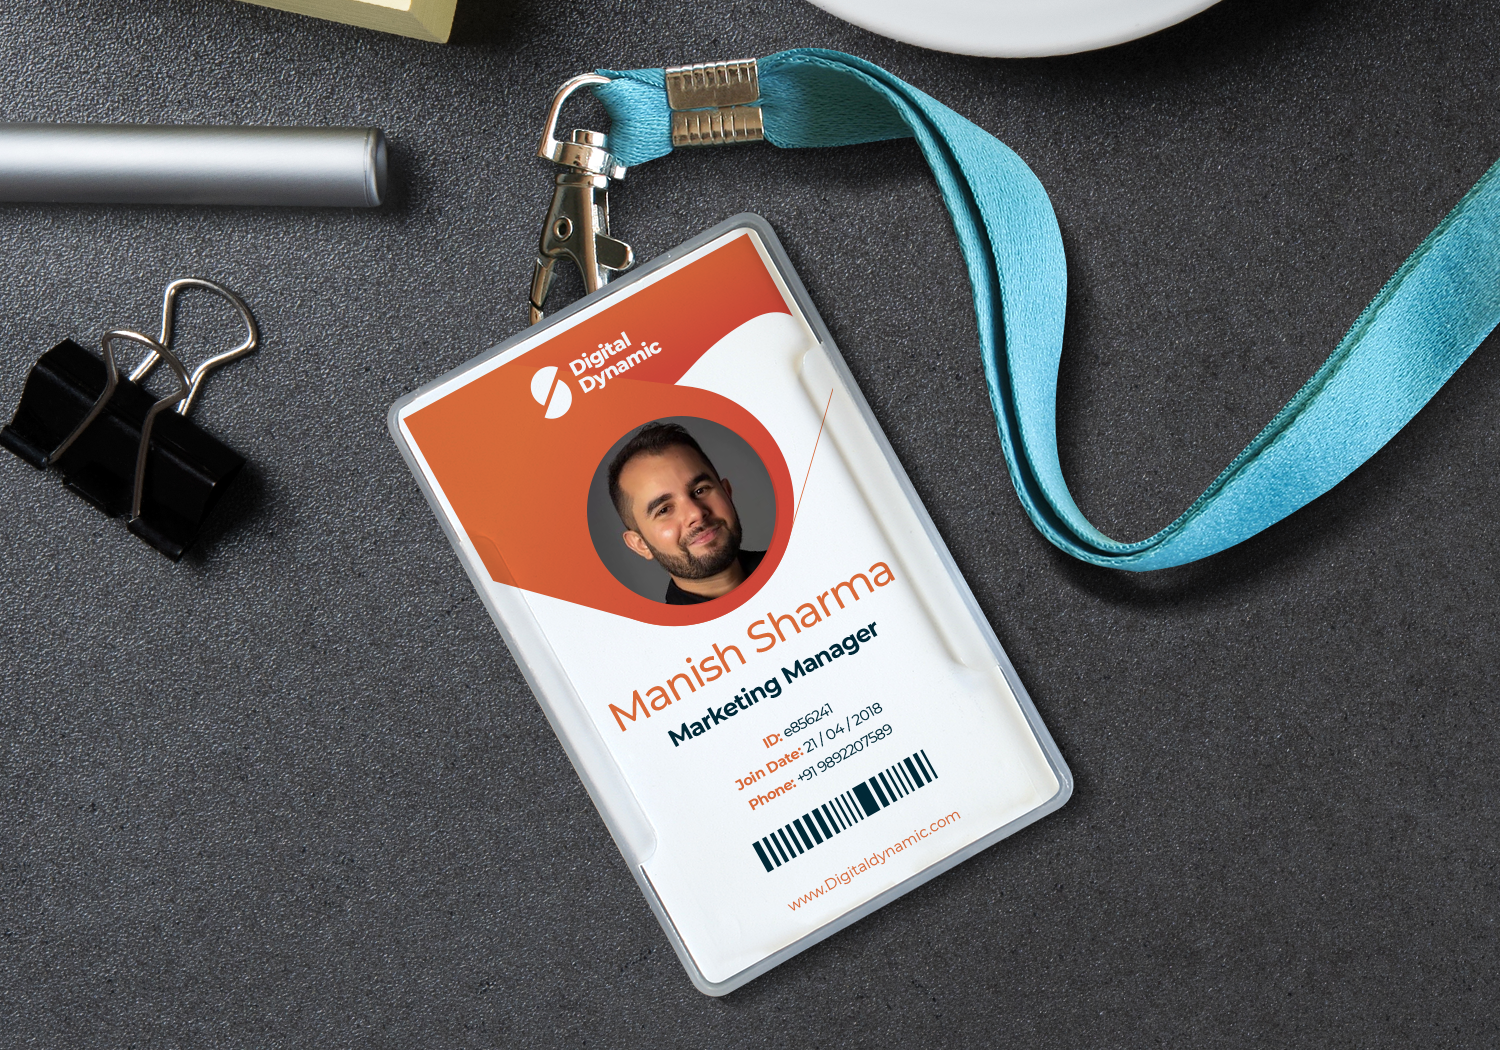 Digital
Dynamic
Manish Sharma
Marketing Manager
ID: e856241
Join Date: 21 / 04 / 2018
Phone: +91 9892207589
www.Digitaldynamic.com